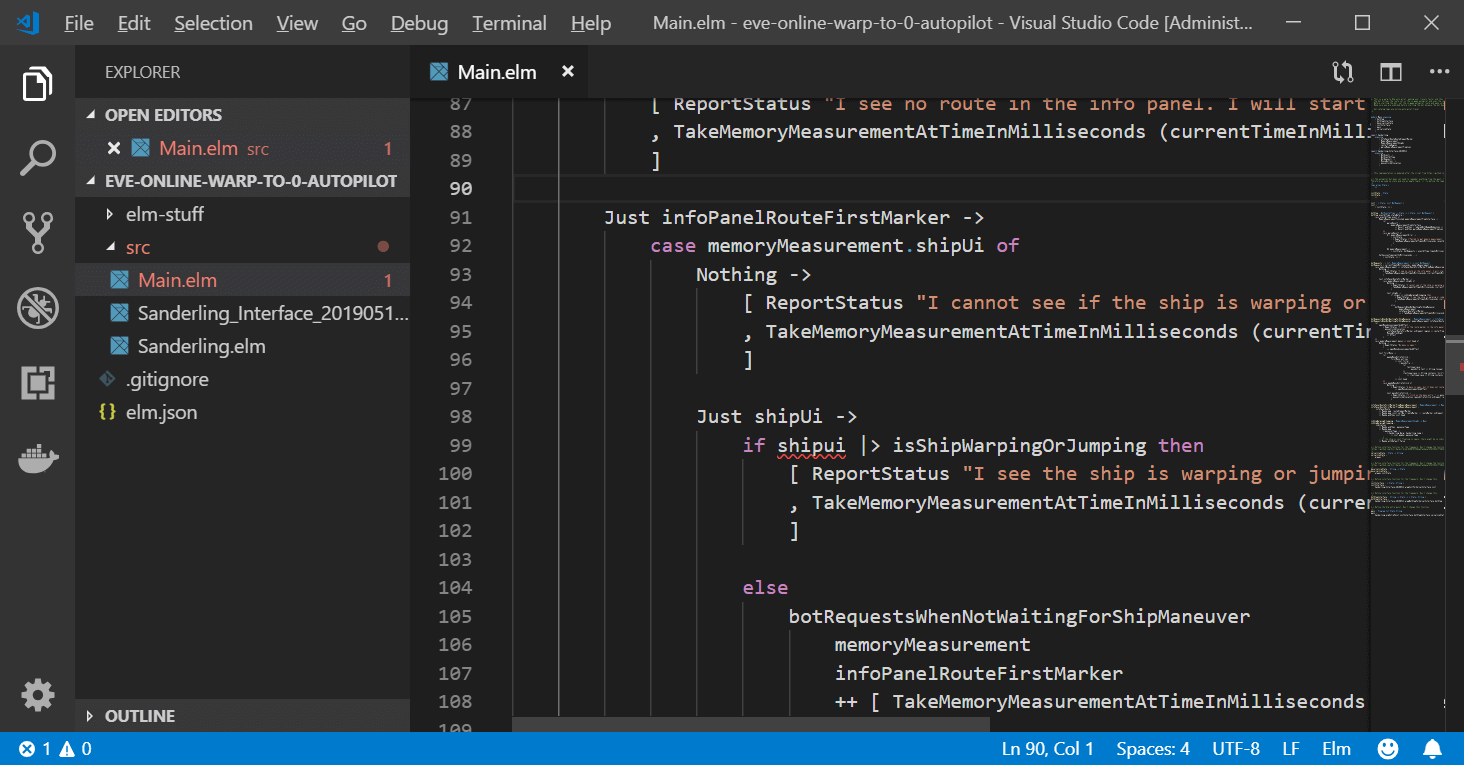 File Edit Selection View Go Debug Terminal Help Main.elm - eve-online-warp-to-0-autopilot - Visual Studio Code [Administ...
EXPLORER
OPEN EDITORS
Main.elm src 1
EVE-ONLINE-WARP-TO-0-AUTOPILOT
elm-stuff
src
Main.elm 1
Sanderling_Interface_2019051...
Sanderling.elm
.gitignore
{} elm.json
OUTLINE
Main.elm
87 [ ReportStatus "I see no route in the info panel. I will start
88 , TakeMemoryMeasurementAtTimeInMilliseconds (currentTimeInMilli
89 ]
90
91 Just infoPanelRouteFirstMarker ->
92 case memoryMeasurement.shipUi of
93 Nothing ->
94 [ ReportStatus "I cannot see if the ship is warping or
95 , TakeMemoryMeasurementAtTimeInMilliseconds (currentTim
96 ]
97
98 Just shipUi ->
99 if shipui |> isShipWarpingOrJumping then
100 [ ReportStatus "I see the ship is warping or jumpin
101 , TakeMemoryMeasurementAtTimeInMilliseconds (curren
102 ]
103
104 else
105 botRequestsWhenNotWaitingForShipManeuver
106 memoryMeasurement
107 infoPanelRouteFirstMarker
108 ++ [ TakeMemoryMeasurementAtTimeInMilliseconds
109
1 0 Ln 90, Col 1 Spaces: 4 UTF-8 LF Elm